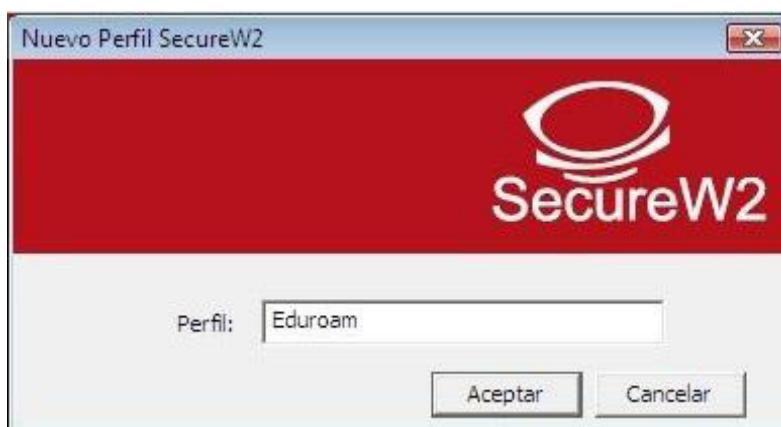 Nuevo Perfil SecureW2
SecureW2
Perfil: Eduroam
Aceptar Cancelar